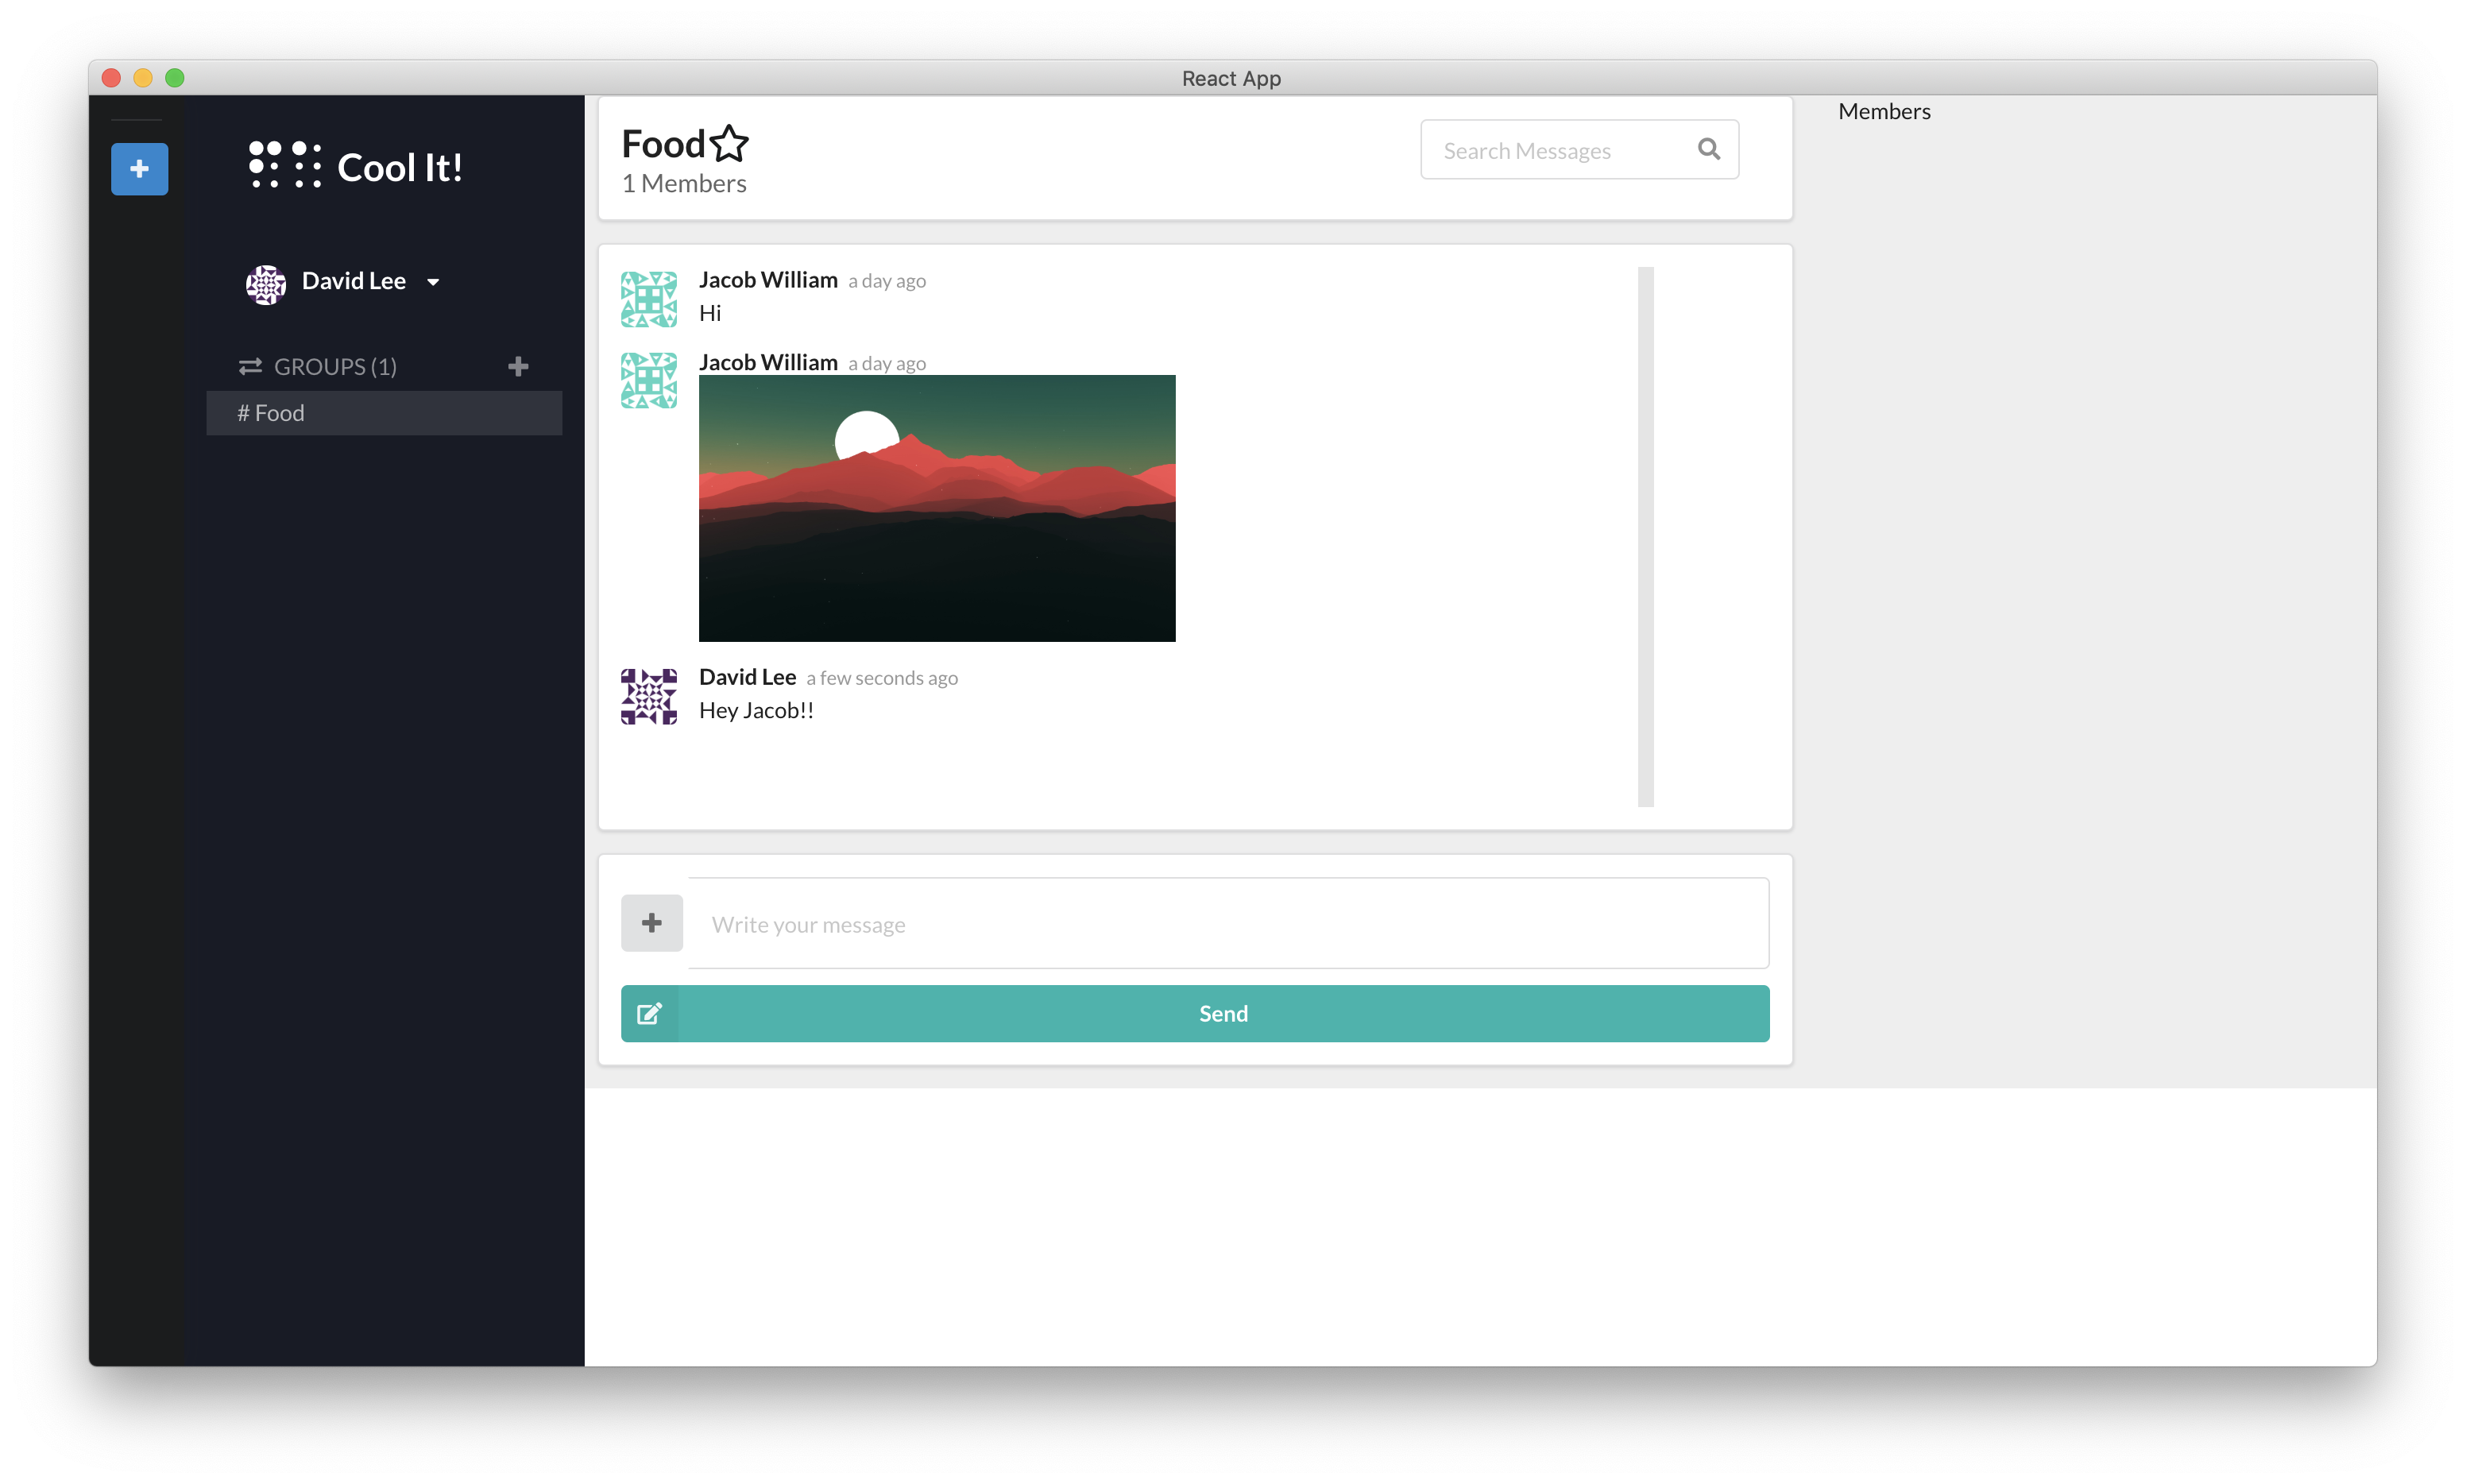 React App
Cool It!
David Lee
GROUPS (1)
# Food
Food
1 Members
Search Messages
Jacob William a day ago
Hi
Jacob William a day ago
David Lee a few seconds ago
Hey Jacob!!
Write your message
Send
Members